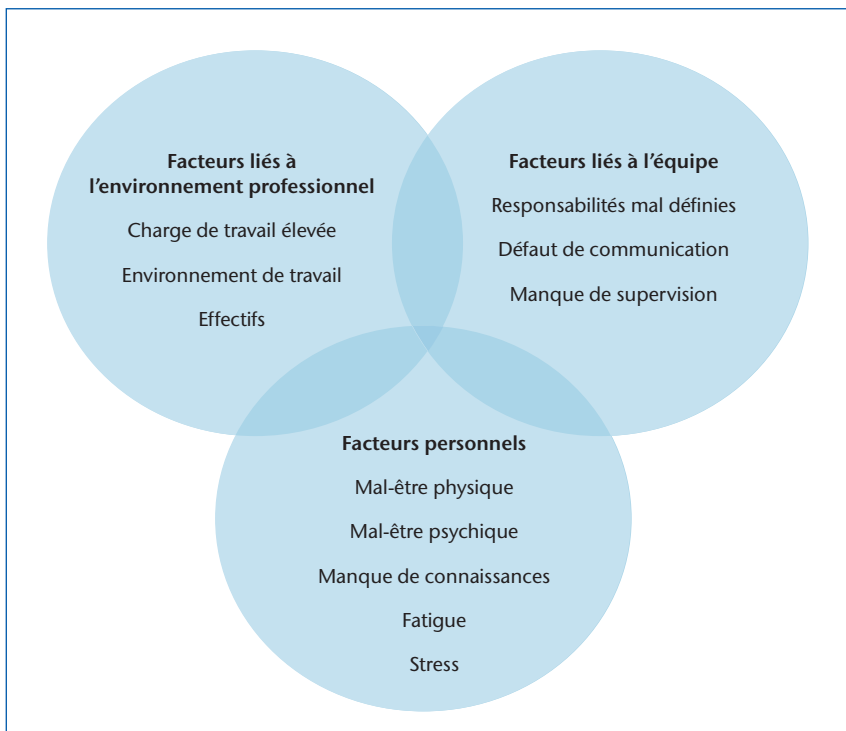 Facteurs liés à
l’environnement professionnel
Charge de travail élevée
Environnement de travail
Effectifs
Facteurs liés à l’équipe
Responsabilités mal définies
Défaut de communication
Manque de supervision
Facteurs personnels
Mal-être physique
Mal-être psychique
Manque de connaissances
Fatigue
Stress